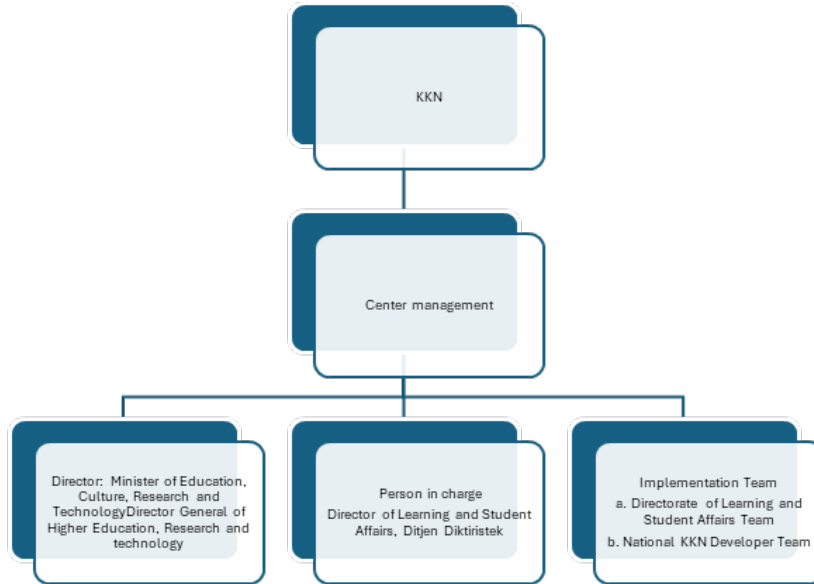 KKN
Center management
Director: Minister of Education,
Culture, Research and
TechnologyDirector General of
Higher Education, Research and
technology
Person in charge
Director of Learning and Student
Affairs, Ditjen Diktiristek
Implementation Team
a. Directorate of Learning and
Student Affairs Team
b. National KKN Developer Team